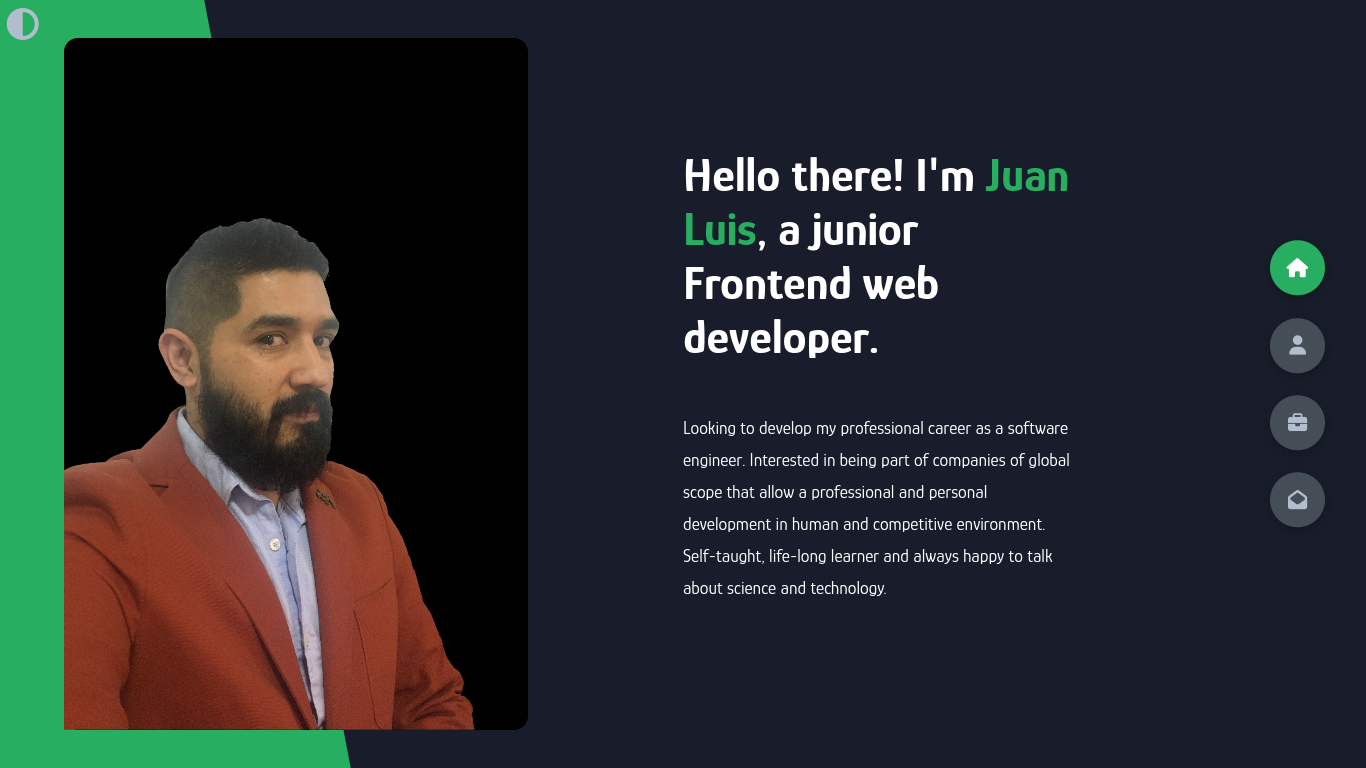 Hello there! I'm Juan
Luis, a junior
Frontend web
developer.
Looking to develop my professional career as a software
engineer. Interested in being part of companies of global
scope that allow a professional and personal
development in human and competitive environment.
Self-taught, life-long learner and always happy to talk
about science and technology.